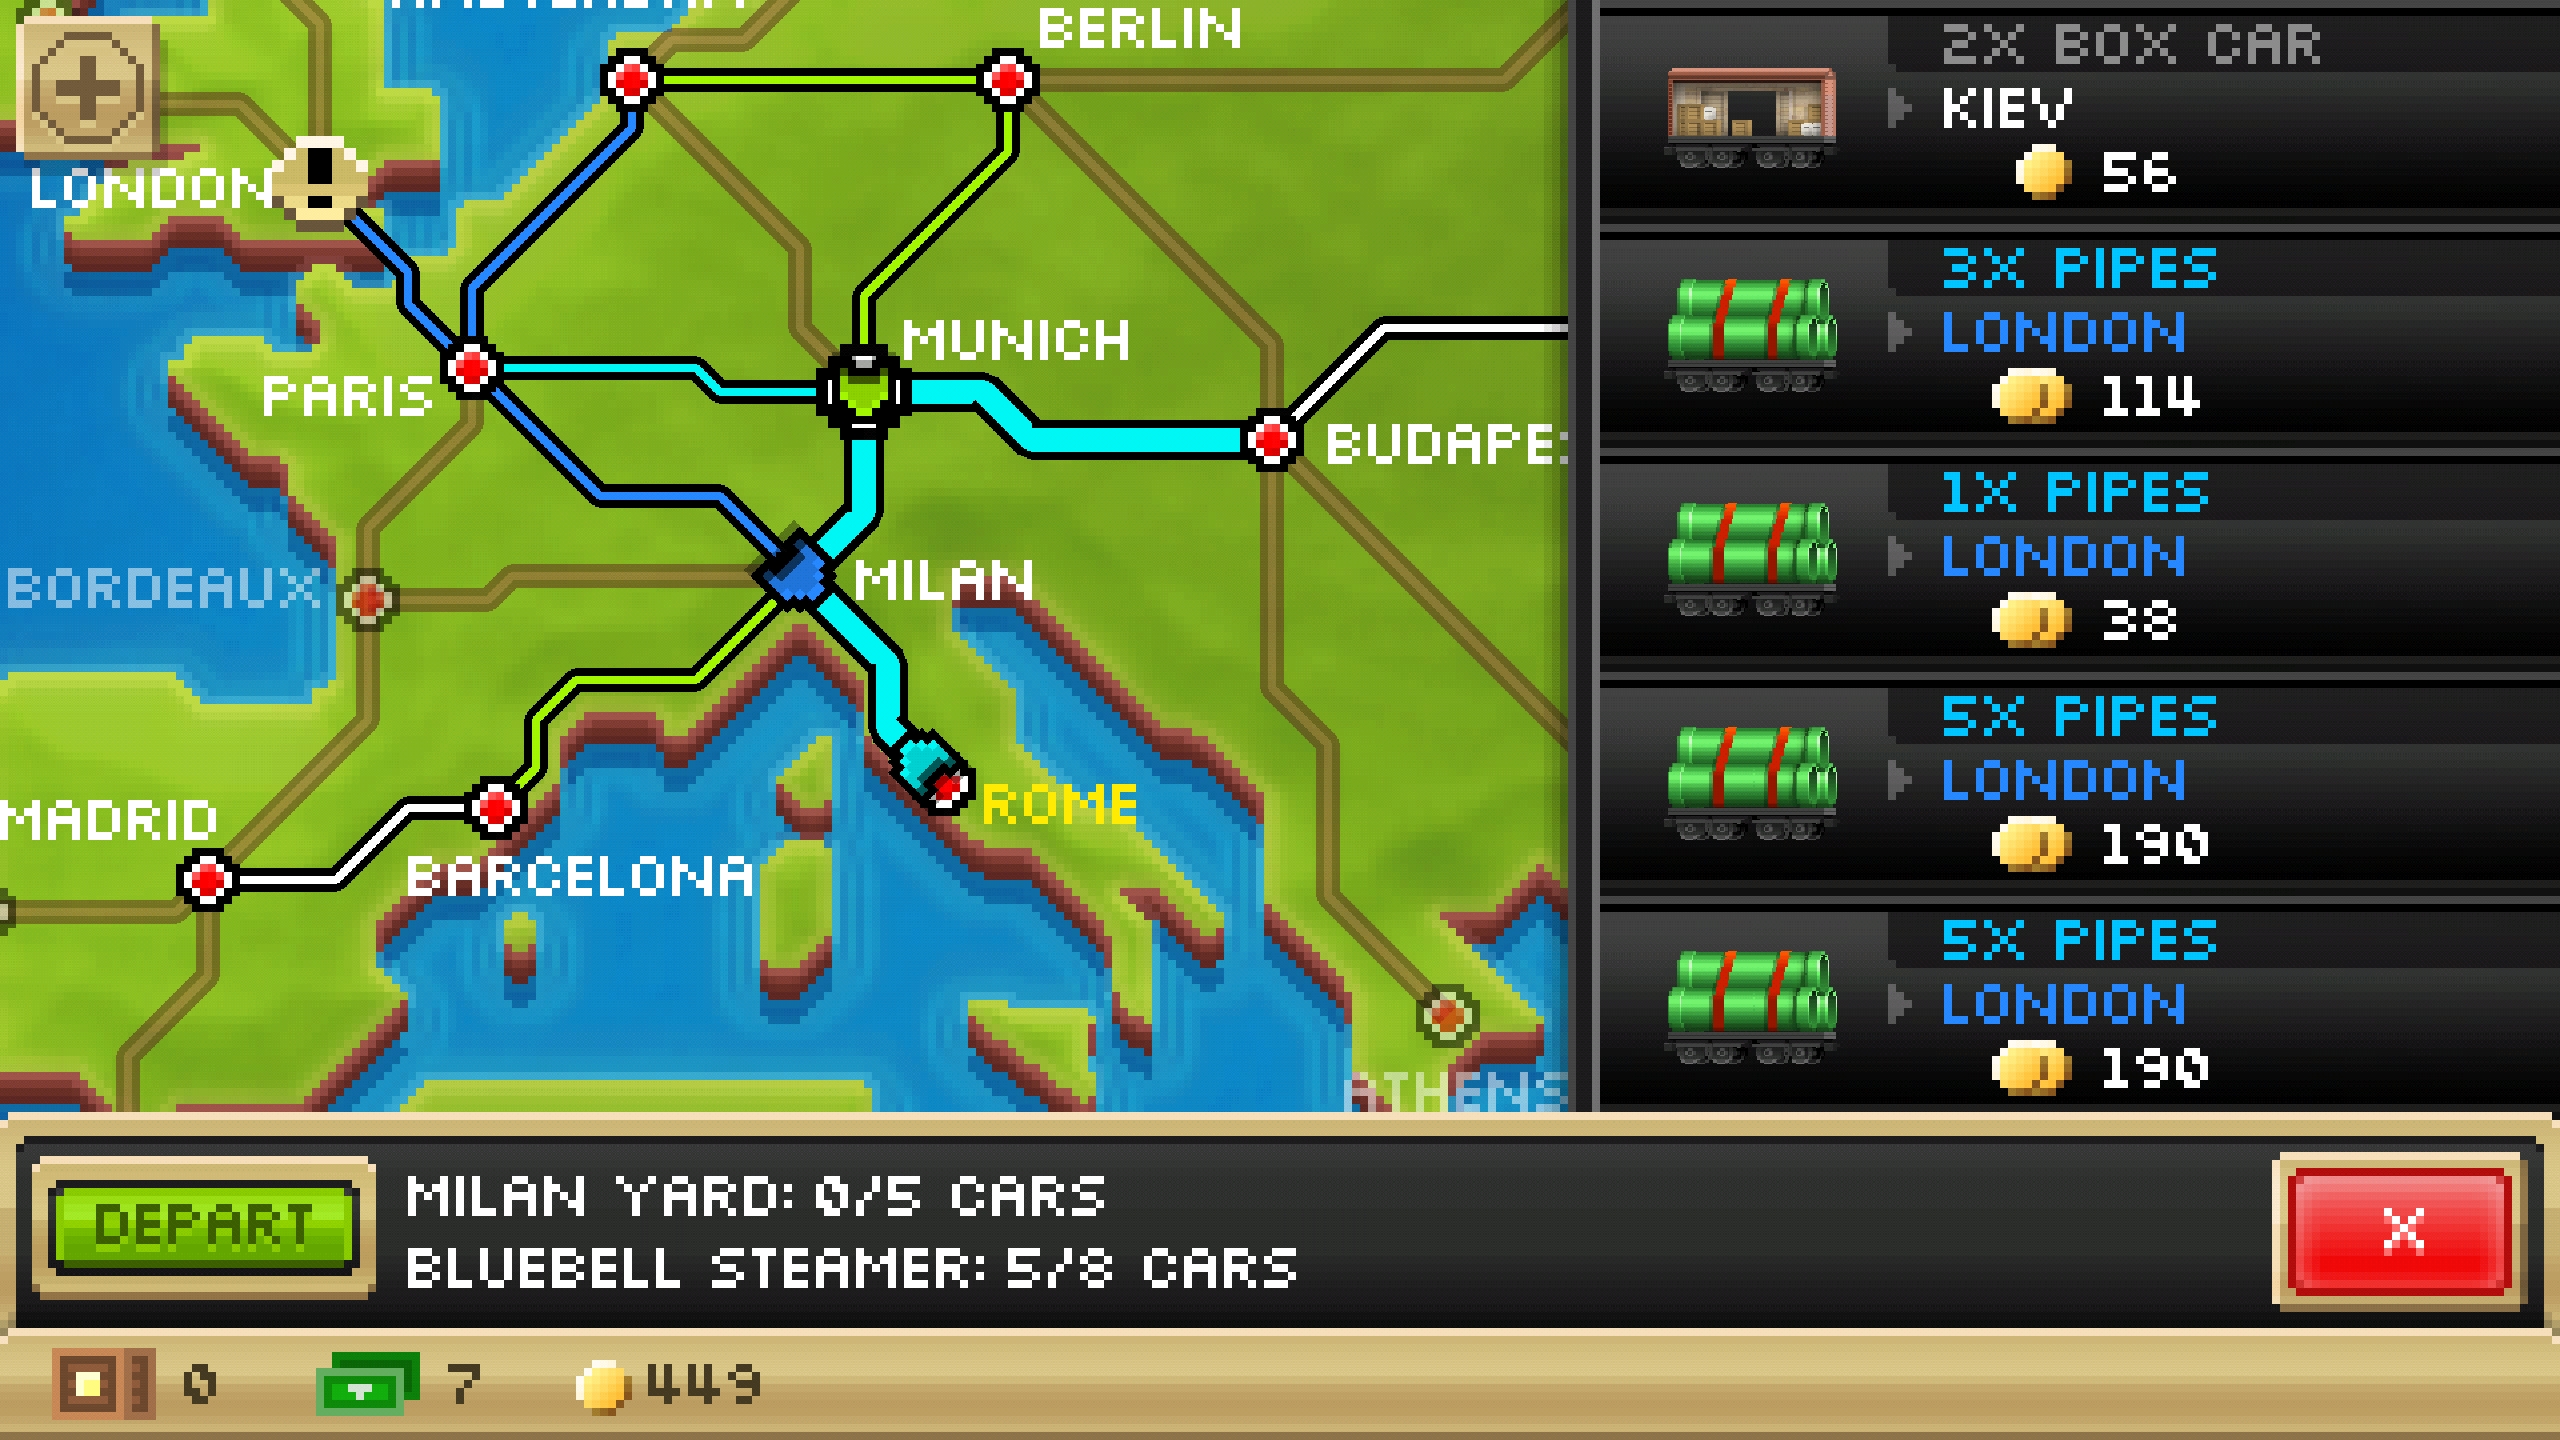 BERLIN
LONDON
MUNICH
PARIS
BUDAPE
MILAN
BORDEAUX
ROME
MADRID
BARCELONA
ATHENS
2X BOX CAR
KIEV
56
3X PIPES
LONDON
114
1X PIPES
LONDON
38
5X PIPES
LONDON
190
5X PIPES
LONDON
190
DEPART
MILAN YARD: 0/5 CARS
BLUEBELL STEAMER: 5/8 CARS
X
0
7
449